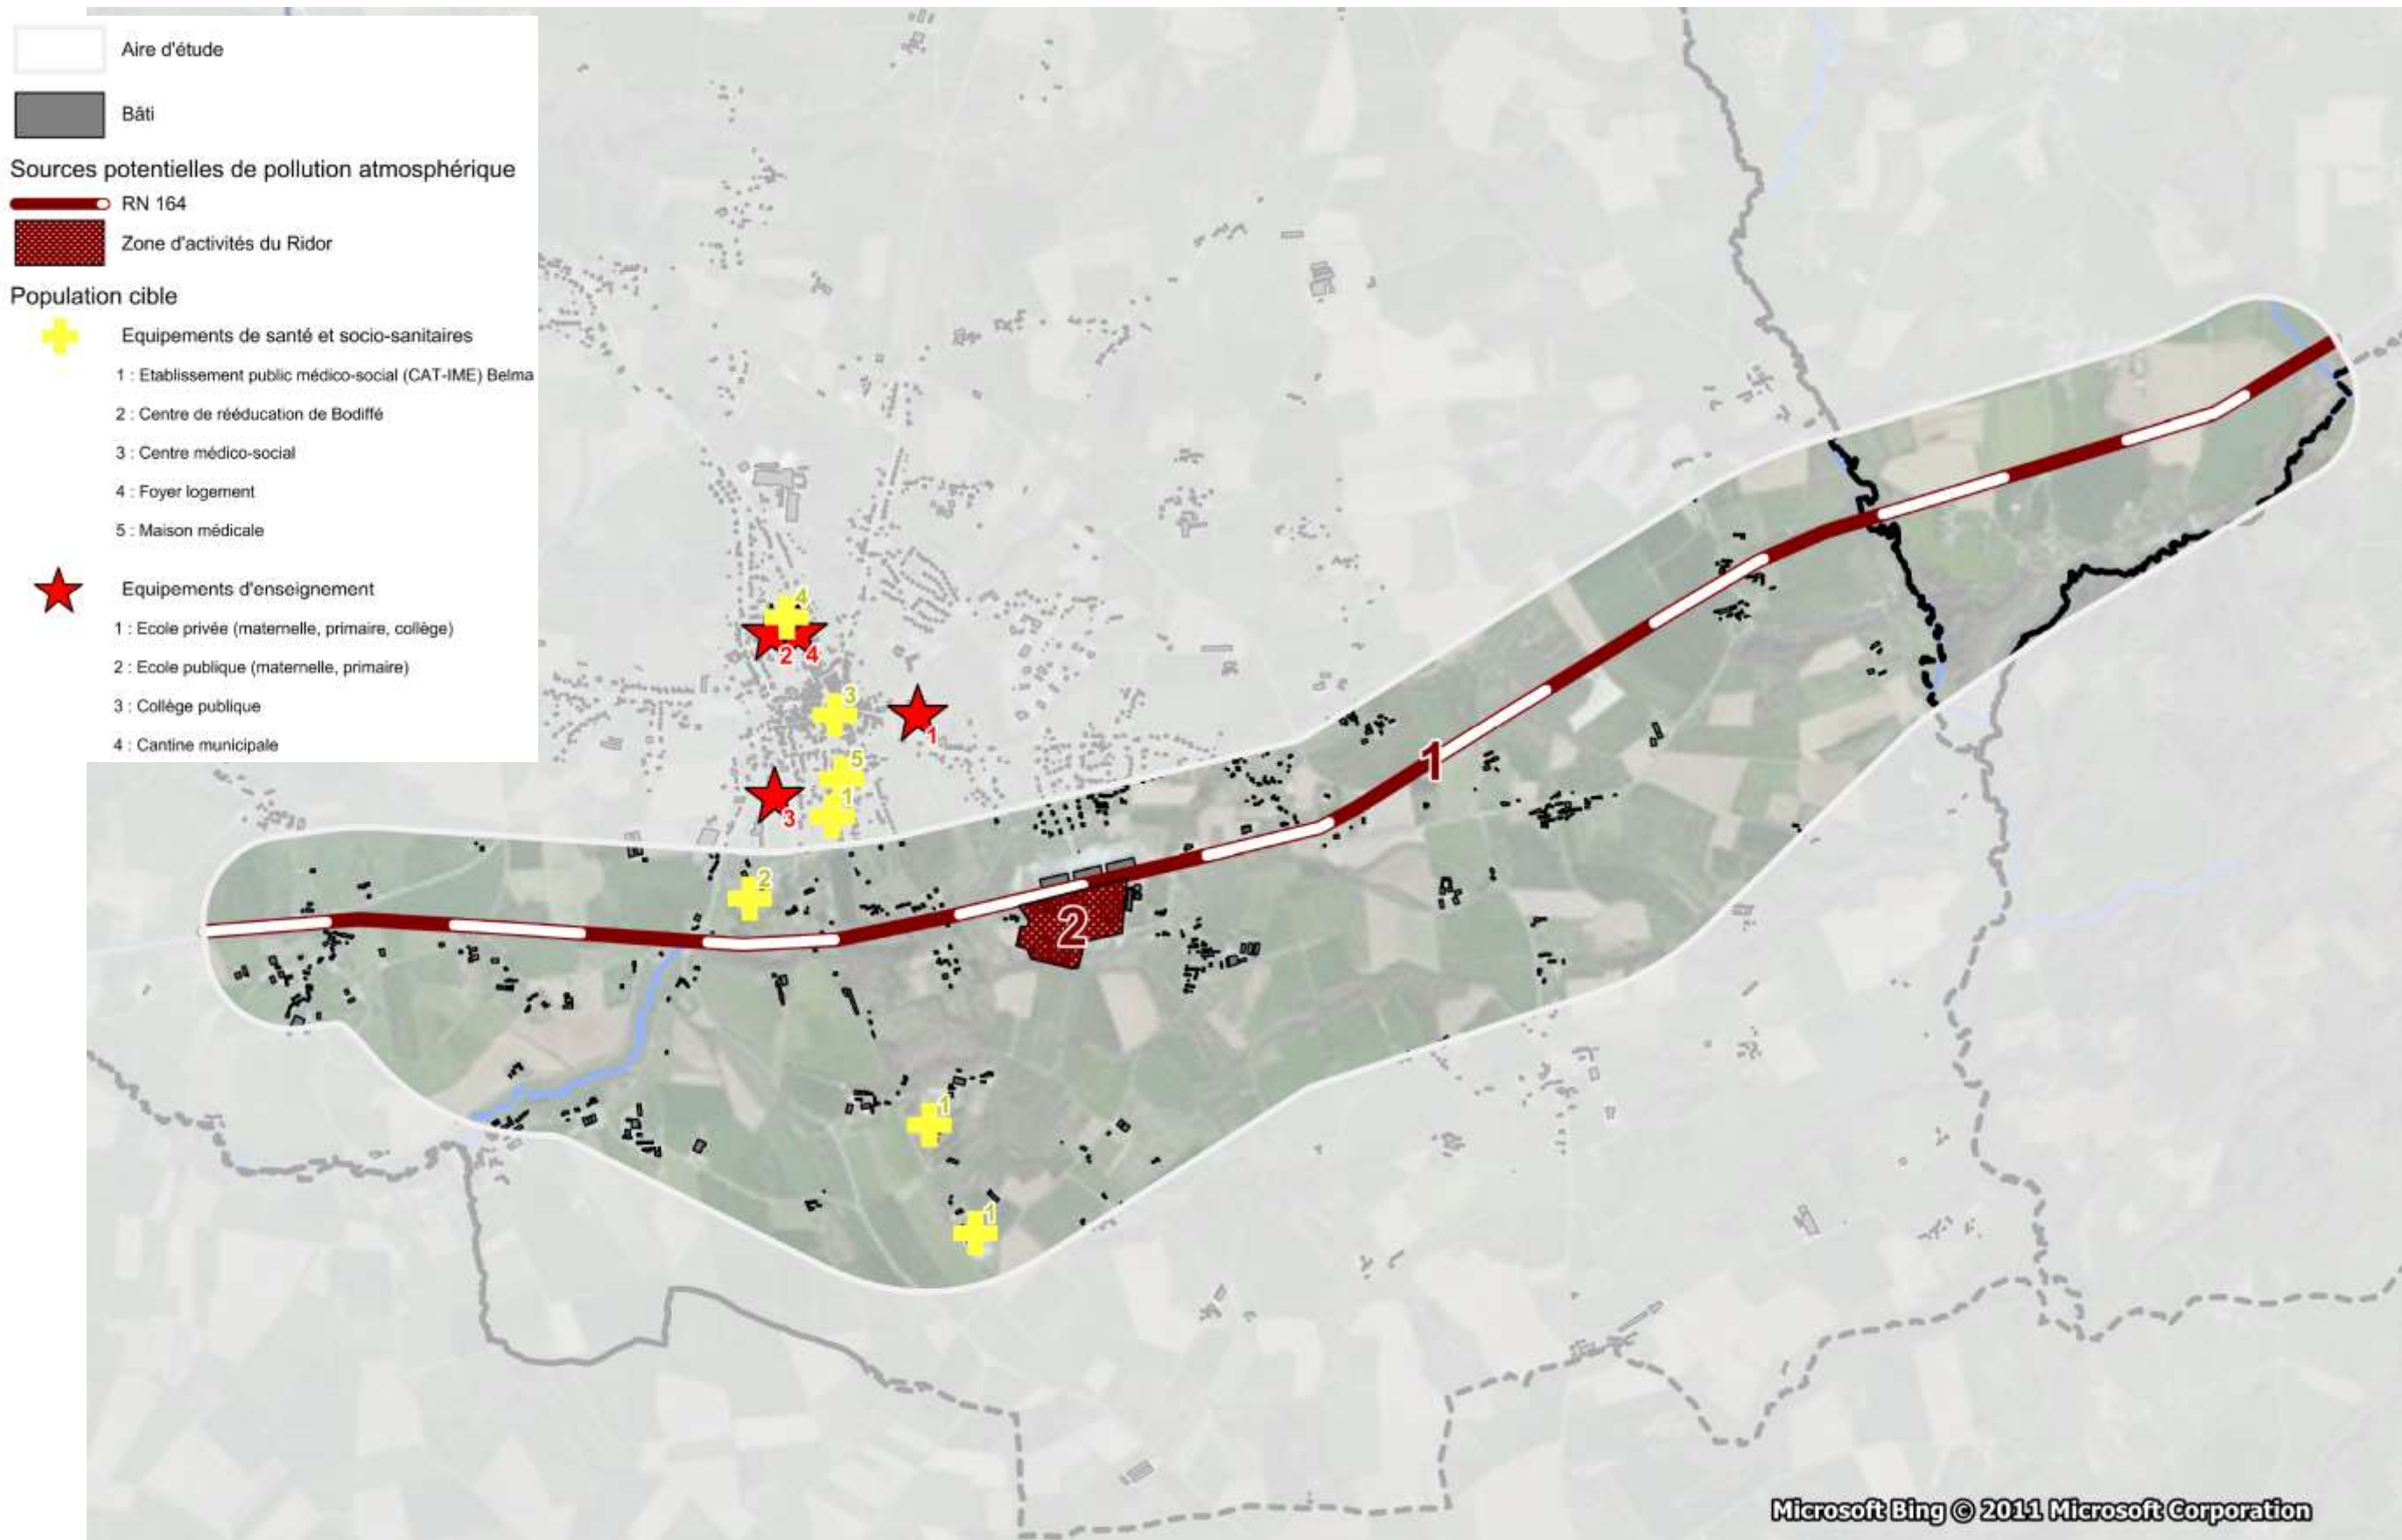 Aire d'étude
Bâti
Sources potentielles de pollution atmosphérique
RN 164
Zone d'activités du Ridor
Population cible
Equipements de santé et socio-sanitaires
1 : Etablissement public médico-social (CAT-IME) Belma
2 : Centre de rééducation de Bodiffé
3 : Centre médico-social
4 : Foyer logement
5 : Maison médicale
Equipements d'enseignement
1 : Ecole privée (maternelle, primaire, collège)
2 : Ecole publique (maternelle, primaire)
3 : Collège publique
4 : Cantine municipale
4
2 4
3
1
5
1
3
2
1
2
1
1
Microsoft Bing © 2011 Microsoft Corporation